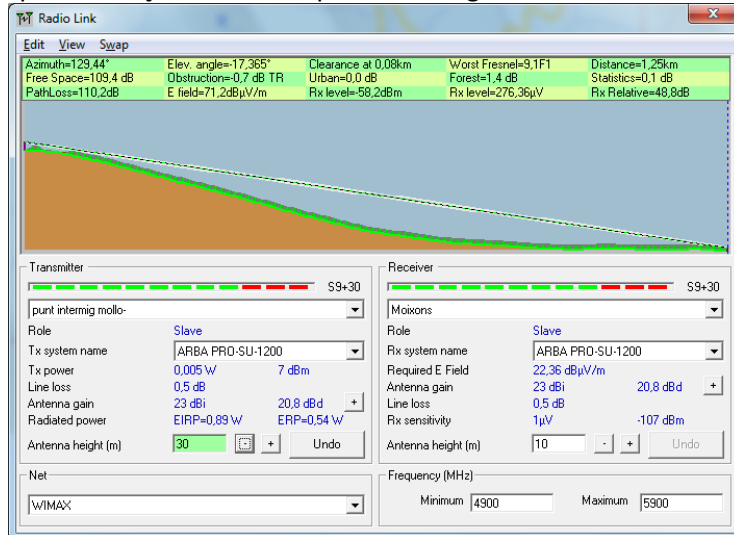 Radio Link
Edit View Swap
Azimuth=129,44° Elev. angle=-17,365° Clearance at 0,08km Worst Fresnel=9,1F1 Distance=1,25km
Free Space=109,4 dB Obstruction=-0,7 dB TR Urban=0,0 dB Forest=1,4 dB Statistics=0,1 dB
PathLoss=110,2dB E field=71,2dBµV/m Rx level=-58,2dBm Rx level=276,36µV Rx Relative=48,8dB
Transmitter
S9+30
punt intermig mollo-
Role Slave
Tx system name ARBA PRO-SU-1200
Tx power 0,005 W 7 dBm
Line loss 0,5 dB
Antenna gain 23 dBi 20,8 dBd +
Radiated power EIRP=0,89 W ERP=0,54 W
Antenna height (m) 30 - + Undo
Receiver
S9+30
Moixons
Role Slave
Rx system name ARBA PRO-SU-1200
Required E Field 22,36 dBµV/m
Antenna gain 23 dBi 20,8 dBd +
Line loss 0,5 dB
Rx sensitivity 1µV -107 dBm
Antenna height (m) 10 - + Undo
Net
WIMAX
Frequency (MHz)
Minimum 4900 Maximum 5900